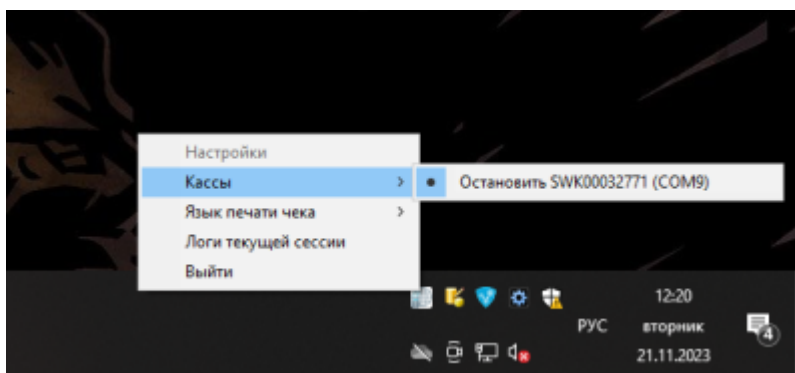 Настройки
Кассы
Остановить SWK00032771 (COM9)
Язык печати чека
Логи текущей сессии
Выйти
12:20
РУС
вторник
4
21.11.2023